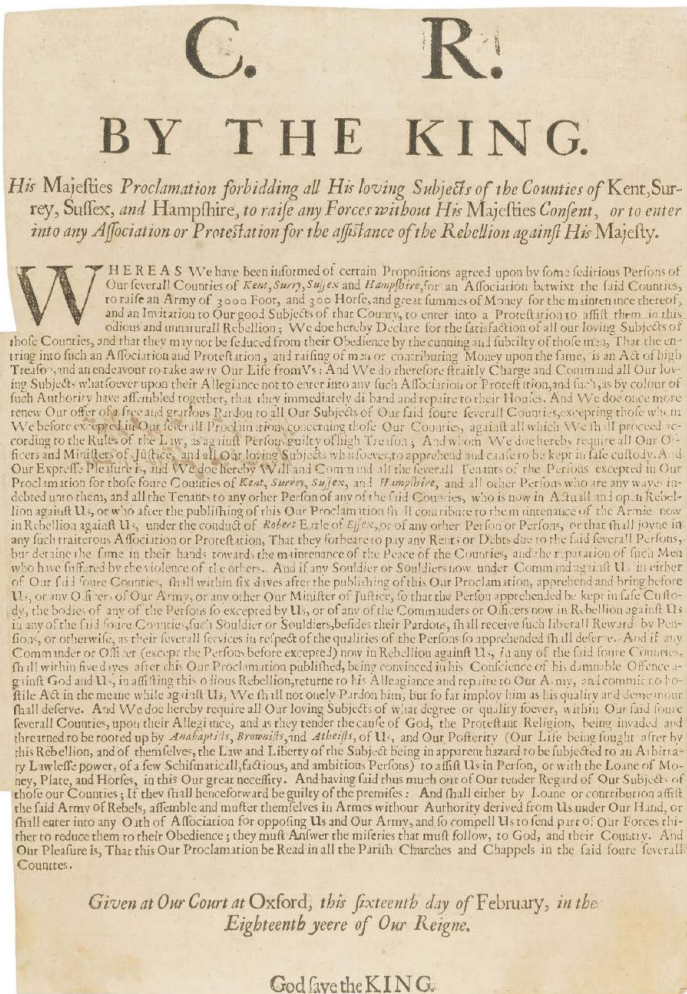 C. R.
BY THE KING.
His Majesties Proclamation forbidding all His loving Subjects of the Counties of Kent, Sur-
rey, Sussex, and Hampshire, to raise any Forces without His Majesties Consent, or to enter
into any Association or Protestation for the assistance of the Rebellion against His Majesty.
WHEREAS We have been informed of certain Propositions agreed upon by some seditious Persons of
Our severall Counties of Kent, Surry, Sussex and Hampshire, for an Association betwixt the said Counties,
to raise an Army of 3000 Foot, and 300 Horse, and great summes of Money for the maintenance thereof,
and an Invitation to Our good Subjects of that County, to enter into a Protestation to assist them in this
odious and unnaturall Rebellion; We doe hereby Declare for the satisfaction of all our loving Subjects of
those Counties, and that they may not be seduced from their Obedience by the cunning and subtilty of those men, That the en-
tring into such an Association and Protestation, and raising of men or contributing Money upon the same, is an Act of high
Treason, and an endeavour to take away Our Life from Us: And We do therefore straitly Charge and Command all Our lov-
ing Subjects whatsoever upon their Allegiance not to enter into any such Association or Protestation, and such, as by colour of
such Authority have assembled together, that they immediately disband and repaire to their Houses. And We doe once more
renew Our offer of a free and gratious Pardon to all Our Subjects of Our said foure severall Counties, excepting those whom
We before excepted in Our severall Proclamations concerning those Our Counties, against all which We shall proceed ac-
cording to the Rules of the Law, as against Persons guilty of high Treason; And whom We doe hereby require all Our Of-
ficers and Ministers of Justice, and all Our loving Subjects whatsoever, to apprehend and cause to be kept in safe custody. And
Our Expresse Pleasure is, and We doe hereby Will and Command all the severall Tenants of the Persons excepted in Our
Proclamation for those foure Counties of Kent, Surrey, Sussex, and Hampshire, and all other Persons who are any wayes in-
debted unto them, and all the Tenants to any other Person of any of the said Counties, who is now in Actuall and open Rebel-
lion against Us, or who after the publishing of this Our Proclamation shall contribute to the maintenance of the Armie now
in Rebellion against Us, under the conduct of Robert Earle of Essex, or of any other Person or Persons, or that shall joyne in
any such traiterous Association or Protestation, That they forbeare to pay any Rents or Debts due to the said severall Persons,
but detaine the same in their hands towards the maintenance of the Peace of the Counties, and the reparation of such Men
who have suffered by the violence of the others. And if any Souldier or Souldiers now under Command against Us in either
of Our said foure Counties, shall within six dayes after the publishing of this Our Proclamation, apprehend and bring before
Us, or any Officers of Our Army, or any other Our Minister of Justice, so that the Person apprehended be kept in safe Custo-
dy, the bodies of any of the Persons so excepted by Us, or of any of the Commanders or Officers now in Rebellion against Us
in any of the said foure Counties, such Souldier or Souldiers, besides their Pardons, shall receive such liberall Reward by Pen-
sions, or otherwise, as their severall services in respect of the qualities of the Persons so apprehended shall deserve. And if any
Commander or Officer (except the Persons before excepted) now in Rebellion against Us, in any of the said foure Counties,
shall within five dayes after this Our Proclamation published, being convinced in his Conscience of his damnable Offence a-
gainst God and Us, in assisting this odious Rebellion, returne to his Alleagiance and repaire to Our Army, and commit no ho-
stile Act in the meane while against Us, We shall not onely Pardon him, but so far imploy him as his quality and demeanour
shall deserve. And We doe hereby require all Our loving Subjects of what degree or quality soever, within Our said foure
severall Counties, upon their Allegiance, and as they tender the cause of God, the Protestant Religion, being invaded and
threatned to be rooted up by Anabaptists, Brownists, and Atheists, of Us, and Our Posterity (Our Life being sought after by
this Rebellion, and of themselves, the Law and Liberty of the Subject being in apparent hazard to be subjected to an Arbitra-
ry Lawlesse power, of a few Schismaticall, factious, and ambitious Persons) to assist Us in Person, or with the Loane of Mo-
ney, Plate, and Horses, in this Our great necessity. And having said thus much out of Our tender Regard of Our Subjects of
those our Counties; If they shall henceforward be guilty of the premises: And shall either by Loane or contribution assist
the said Army of Rebels, assemble and muster themselves in Armes without Authority derived from Us under Our Hand, or
shall enter into any Oath of Association for opposing Us and Our Army, and so compell Us to send part of Our Forces thi-
ther to reduce them to their Obedience; they must Answer the miseries that must follow, to God, and their Country. And
Our Pleasure is, That this Our Proclamation be Read in all the Parish Churches and Chappels in the said foure severall
Counties.
Given at Our Court at Oxford, this sixteenth day of February, in the
Eighteenth yeere of Our Reigne.
God save the KING.